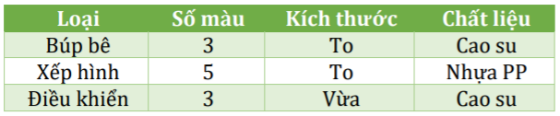 Loại Số màu Kích thước Chất liệu
Búp bê 3 To Cao su
Xếp hình 5 To Nhựa PP
Điều khiển 3 Vừa Cao su